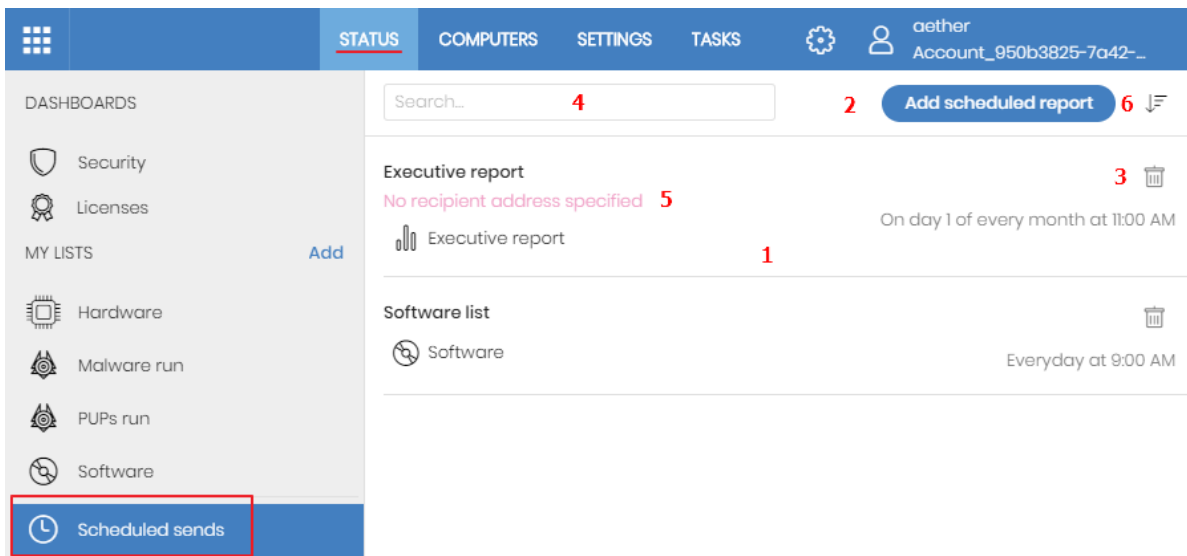 STATUS COMPUTERS SETTINGS TASKS
aether
Account_950b3825-7a42-...
DASHBOARDS
Security
Licenses
MY LISTS Add
Hardware
Malware run
PUPs run
Software
Scheduled sends
Search... 4 2 Add scheduled report 6
Executive report 3
No recipient address specified 5
On day 1 of every month at 11:00 AM
Executive report
1
Software list
Software
Everyday at 9:00 AM